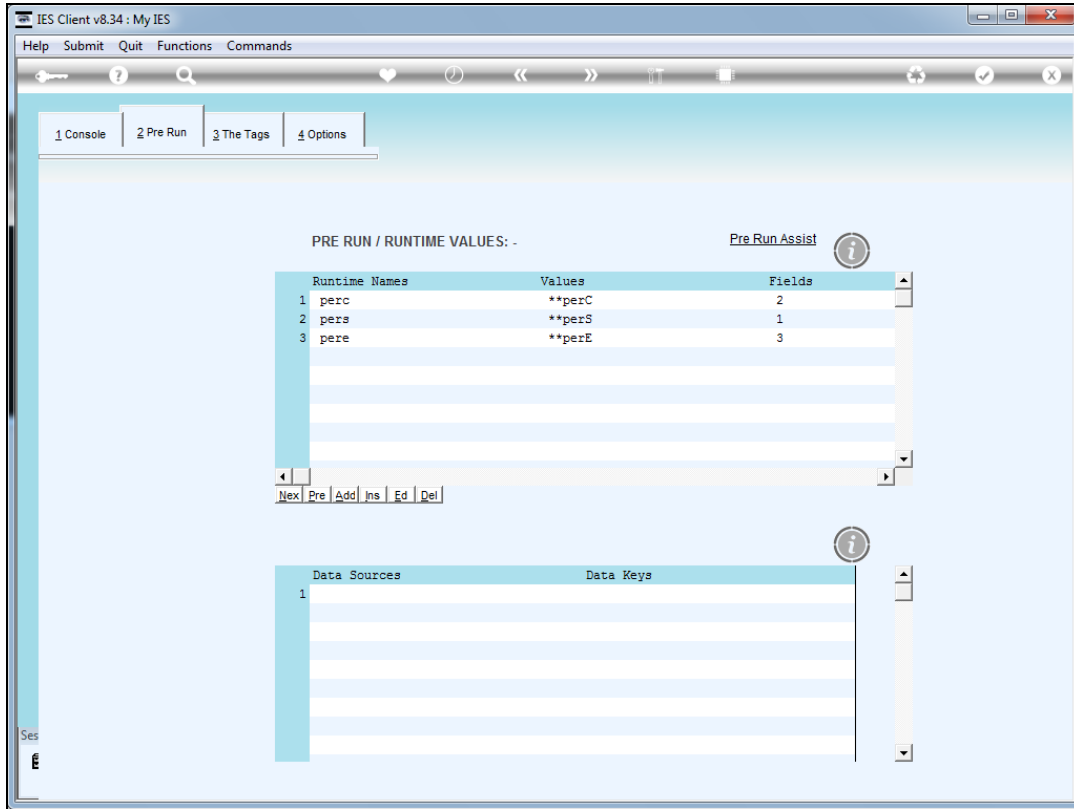 IES Client v8.34 : My IES
Help Submit Quit Functions Commands
1 Console 2 Pre Run 3 The Tags 4 Options
PRE RUN / RUNTIME VALUES: - Pre Run Assist
Runtime Names Values Fields
1 perc **perC 2
2 pers **perS 1
3 pere **perE 3
Nex Pre Add Ins Ed Del
Data Sources Data Keys
1
Ses